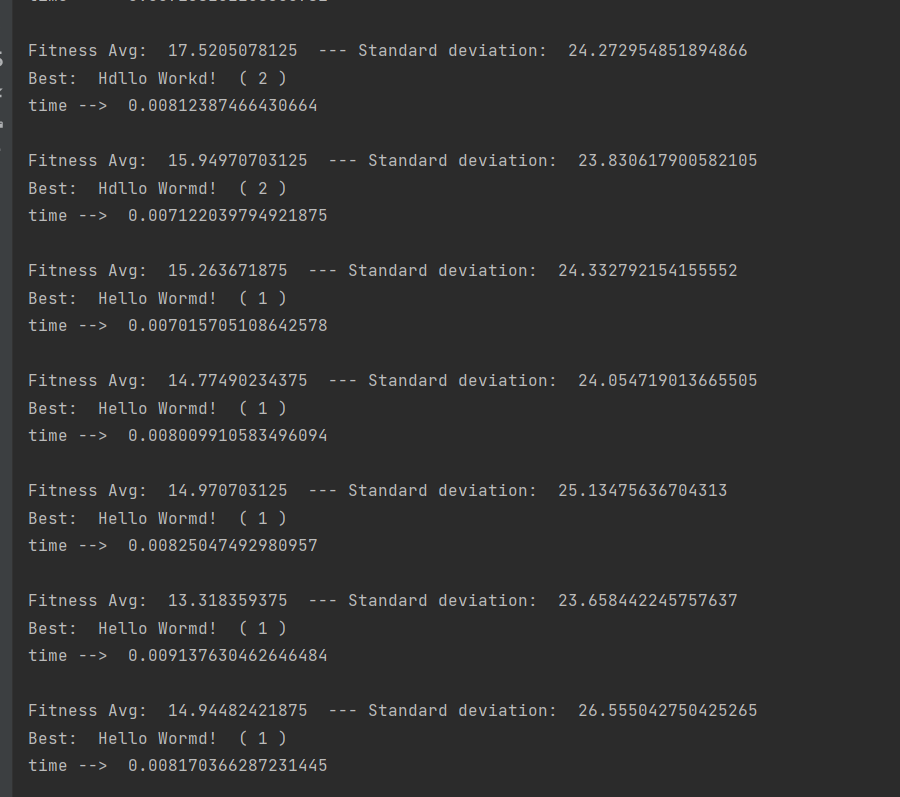 Fitness Avg:  17.5205078125  --- Standard deviation:  24.272954851894866
Best:  Hdllo Workd!  ( 2 )
time -->  0.00812387466430664
Fitness Avg:  15.94970703125  --- Standard deviation:  23.830617900582105
Best:  Hdllo Wormd!  ( 2 )
time -->  0.007122039794921875
Fitness Avg:  15.263671875  --- Standard deviation:  24.332792154155552
Best:  Hello Wormd!  ( 1 )
time -->  0.007015705108642578
Fitness Avg:  14.77490234375  --- Standard deviation:  24.054719013665505
Best:  Hello Wormd!  ( 1 )
time -->  0.008009910583496094
Fitness Avg:  14.970703125  --- Standard deviation:  25.13475636704313
Best:  Hello Wormd!  ( 1 )
time -->  0.00825047492980957
Fitness Avg:  13.318359375  --- Standard deviation:  23.658442245757637
Best:  Hello Wormd!  ( 1 )
time -->  0.009137630462646484
Fitness Avg:  14.94482421875  --- Standard deviation:  26.555042750425265
Best:  Hello Wormd!  ( 1 )
time -->  0.008170366287231445